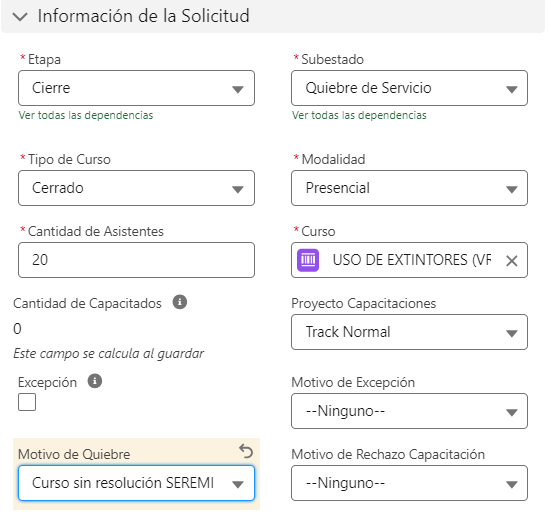 Información de la Solicitud
* Etapa
* Subestado
Cierre
Quiebre de Servicio
Ver todas las dependencias
Ver todas las dependencias
* Tipo de Curso
* Modalidad
Cerrado
Presencial
* Cantidad de Asistentes
* Curso
20
USO DE EXTINTORES (VF
Cantidad de Capacitados
Proyecto Capacitaciones
0
Track Normal
Este campo se calcula al guardar
Excepción
Motivo de Excepción
--Ninguno--
Motivo de Quiebre
Motivo de Rechazo Capacitación
Curso sin resolución SEREMI
--Ninguno--